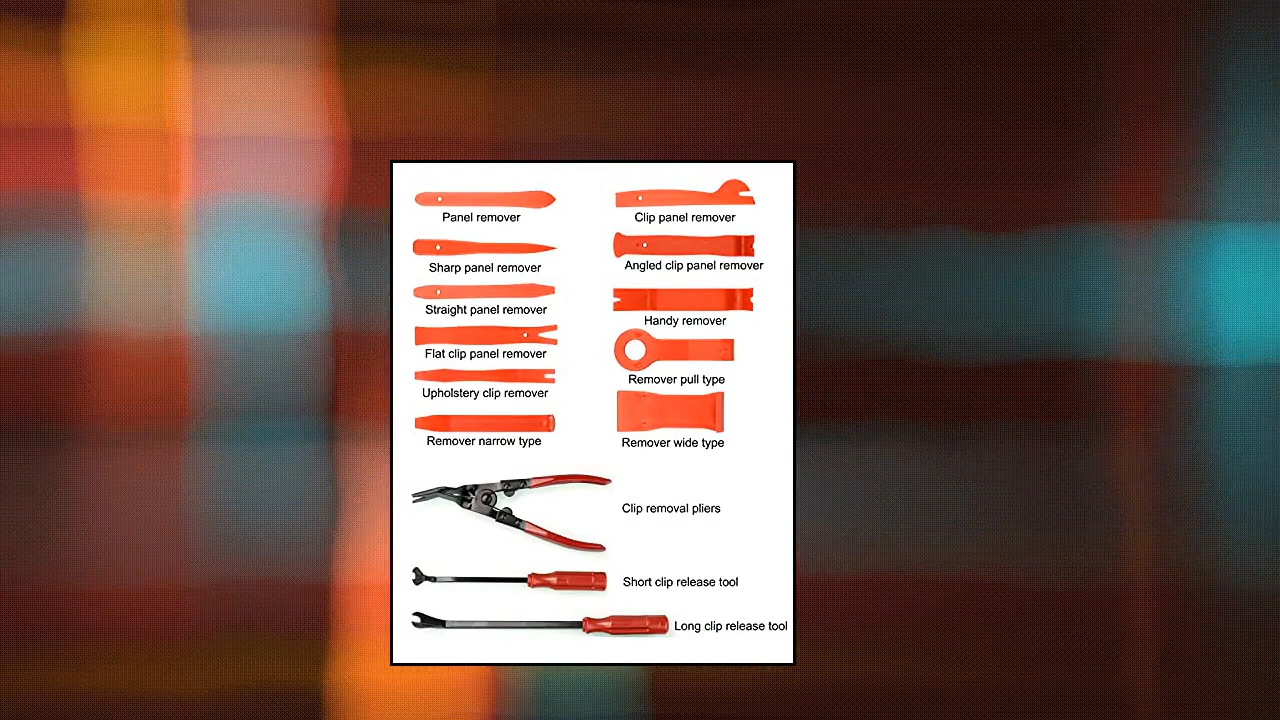 Panel remover
Clip panel remover
Sharp panel remover
Angled clip panel remover
Straight panel remover
Handy remover
Flat clip panel remover
Remover pull type
Upholstery clip remover
Remover narrow type
Remover wide type
Clip removal pliers
Short clip release tool
Long clip release tool